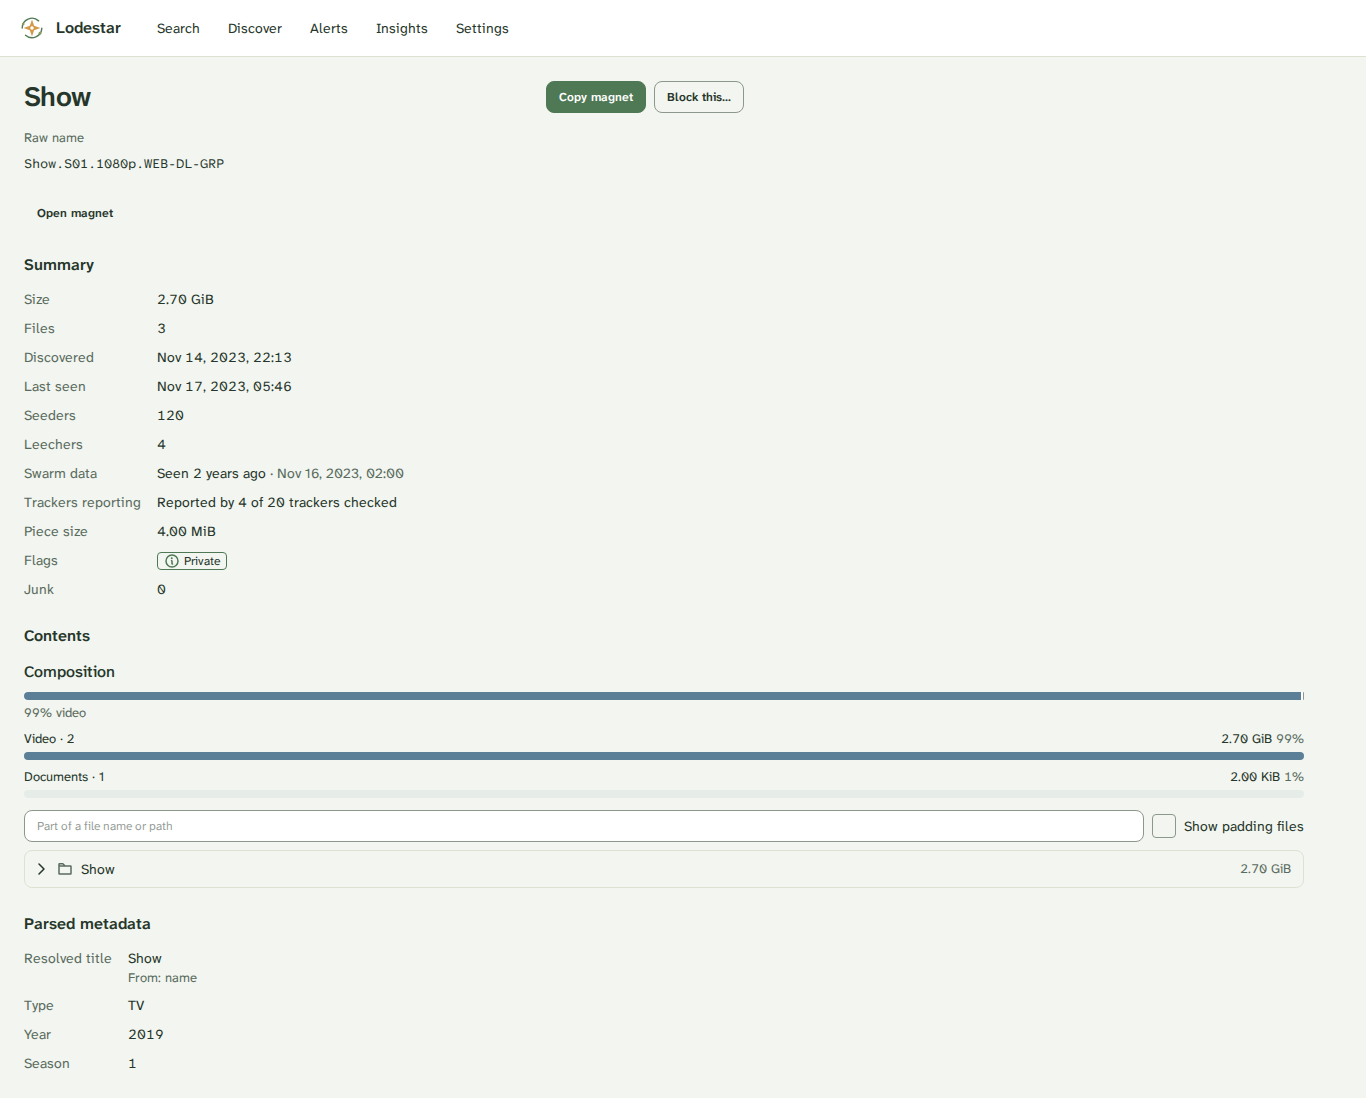 Lodestar Search Discover Alerts Insights Settings
Show Copy magnet Block this...
Raw name
Show.S01.1080p.WEB-DL-GRP
Open magnet
Summary
Size 2.70 GiB
Files 3
Discovered Nov 14, 2023, 22:13
Last seen Nov 17, 2023, 05:46
Seeders 120
Leechers 4
Swarm data Seen 2 years ago · Nov 16, 2023, 02:00
Trackers reporting Reported by 4 of 20 trackers checked
Piece size 4.00 MiB
Flags Private
Junk 0
Contents
Composition
99% video
Video · 2 2.70 GiB 99%
Documents · 1 2.00 KiB 1%
Part of a file name or path Show padding files
Show 2.70 GiB
Parsed metadata
Resolved title Show
From: name
Type TV
Year 2019
Season 1